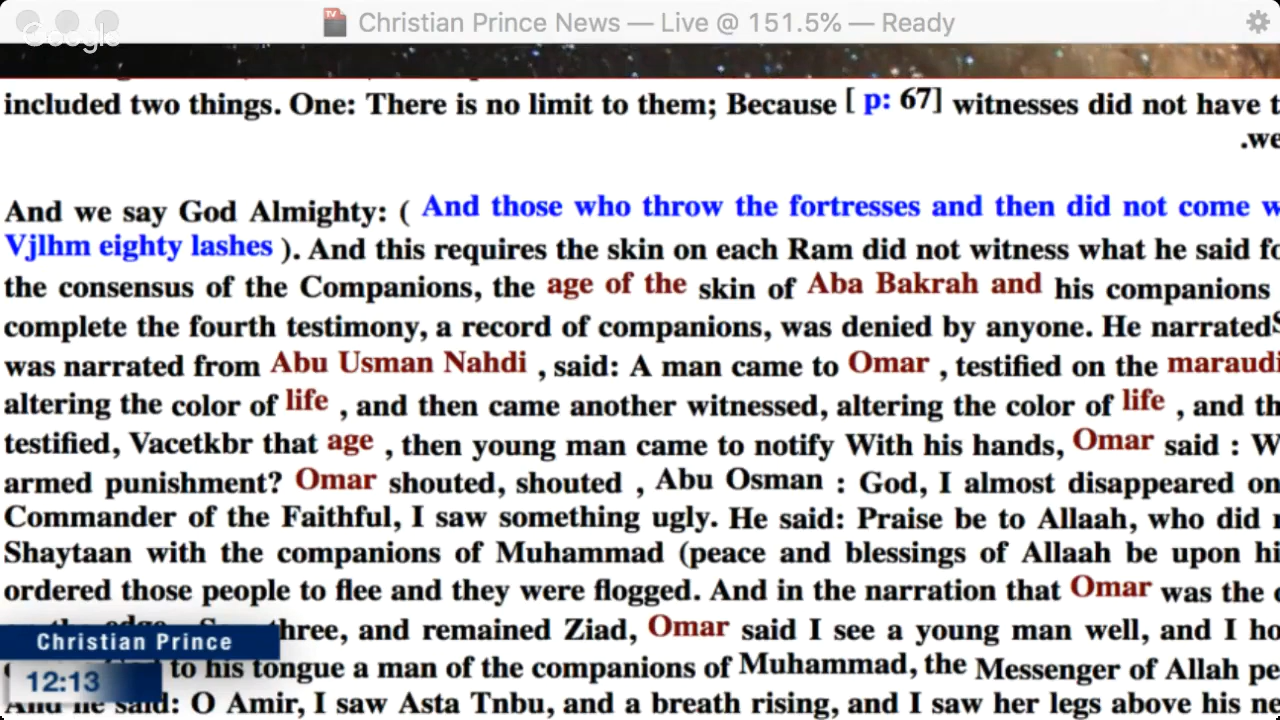 Christian Prince News — Live @ 151.5% — Ready
Google
included two things. One: There is no limit to them; Because [ p: 67] witnesses did not have
.we
And we say God Almighty: ( And those who throw the fortresses and then did not come
Vjlhm eighty lashes ). And this requires the skin on each Ram did not witness what he said
the consensus of the Companions, the age of the skin of Aba Bakrah and his companions
complete the fourth testimony, a record of companions, was denied by anyone. He narrated
was narrated from Abu Usman Nahdi , said: A man came to Omar , testified on the maraudi
altering the color of life , and then came another witnessed, altering the color of life , and
testified, Vacetkbr that age , then young man came to notify With his hands, Omar said :
armed punishment? Omar shouted, shouted , Abu Osman : God, I almost disappeared
Commander of the Faithful, I saw something ugly. He said: Praise be to Allaah, who did
Shaytaan with the companions of Muhammad (peace and blessings of Allaah be upon
ordered those people to flee and they were flogged. And in the narration that Omar was the
three, and remained Ziad, Omar said I see a young man well, and I
Christian Prince
to his tongue a man of the companions of Muhammad, the Messenger of Allah
12:13
And he said: O Amir, I saw Asta Tnbu, and a breath rising, and I saw her legs above his